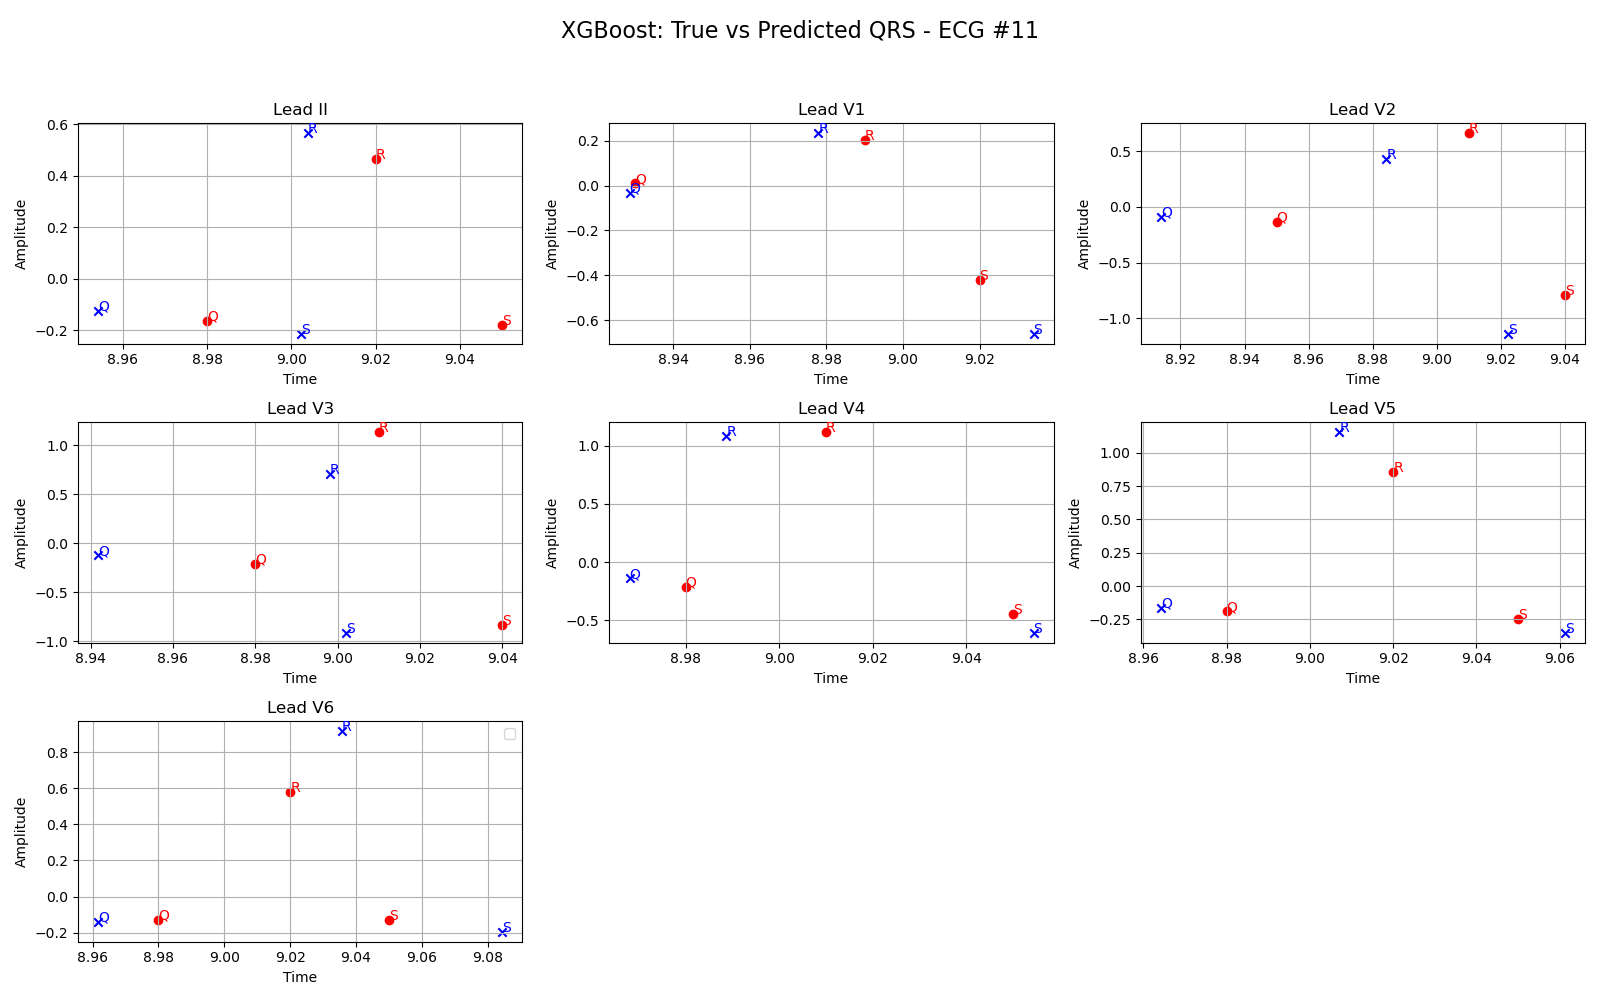 XGBoost: True vs Predicted QRS - ECG #11
Lead II
Amplitude
0.6
0.4
0.2
0.0
−0.2
R
R
Q
Q
S
S
8.96 8.98 9.00 9.02 9.04
Time
Lead V1
Amplitude
0.2
0.0
−0.2
−0.4
−0.6
R
R
Q
Q
S
S
8.94 8.96 8.98 9.00 9.02
Time
Lead V2
Amplitude
0.5
0.0
−0.5
−1.0
R
R
Q
Q
S
S
8.92 8.94 8.96 8.98 9.00 9.02 9.04
Time
Lead V3
Amplitude
1.0
0.5
0.0
−0.5
−1.0
R
R
Q
Q
S
S
8.94 8.96 8.98 9.00 9.02 9.04
Time
Lead V4
Amplitude
1.0
0.5
0.0
−0.5
R
R
Q
Q
S
S
8.98 9.00 9.02 9.04
Time
Lead V5
Amplitude
1.00
0.75
0.50
0.25
0.00
−0.25
R
R
Q
Q
S
S
8.96 8.98 9.00 9.02 9.04 9.06
Time
Lead V6
Amplitude
0.8
0.6
0.4
0.2
0.0
−0.2
R
R
Q
Q
S
S
8.96 8.98 9.00 9.02 9.04 9.06 9.08
Time